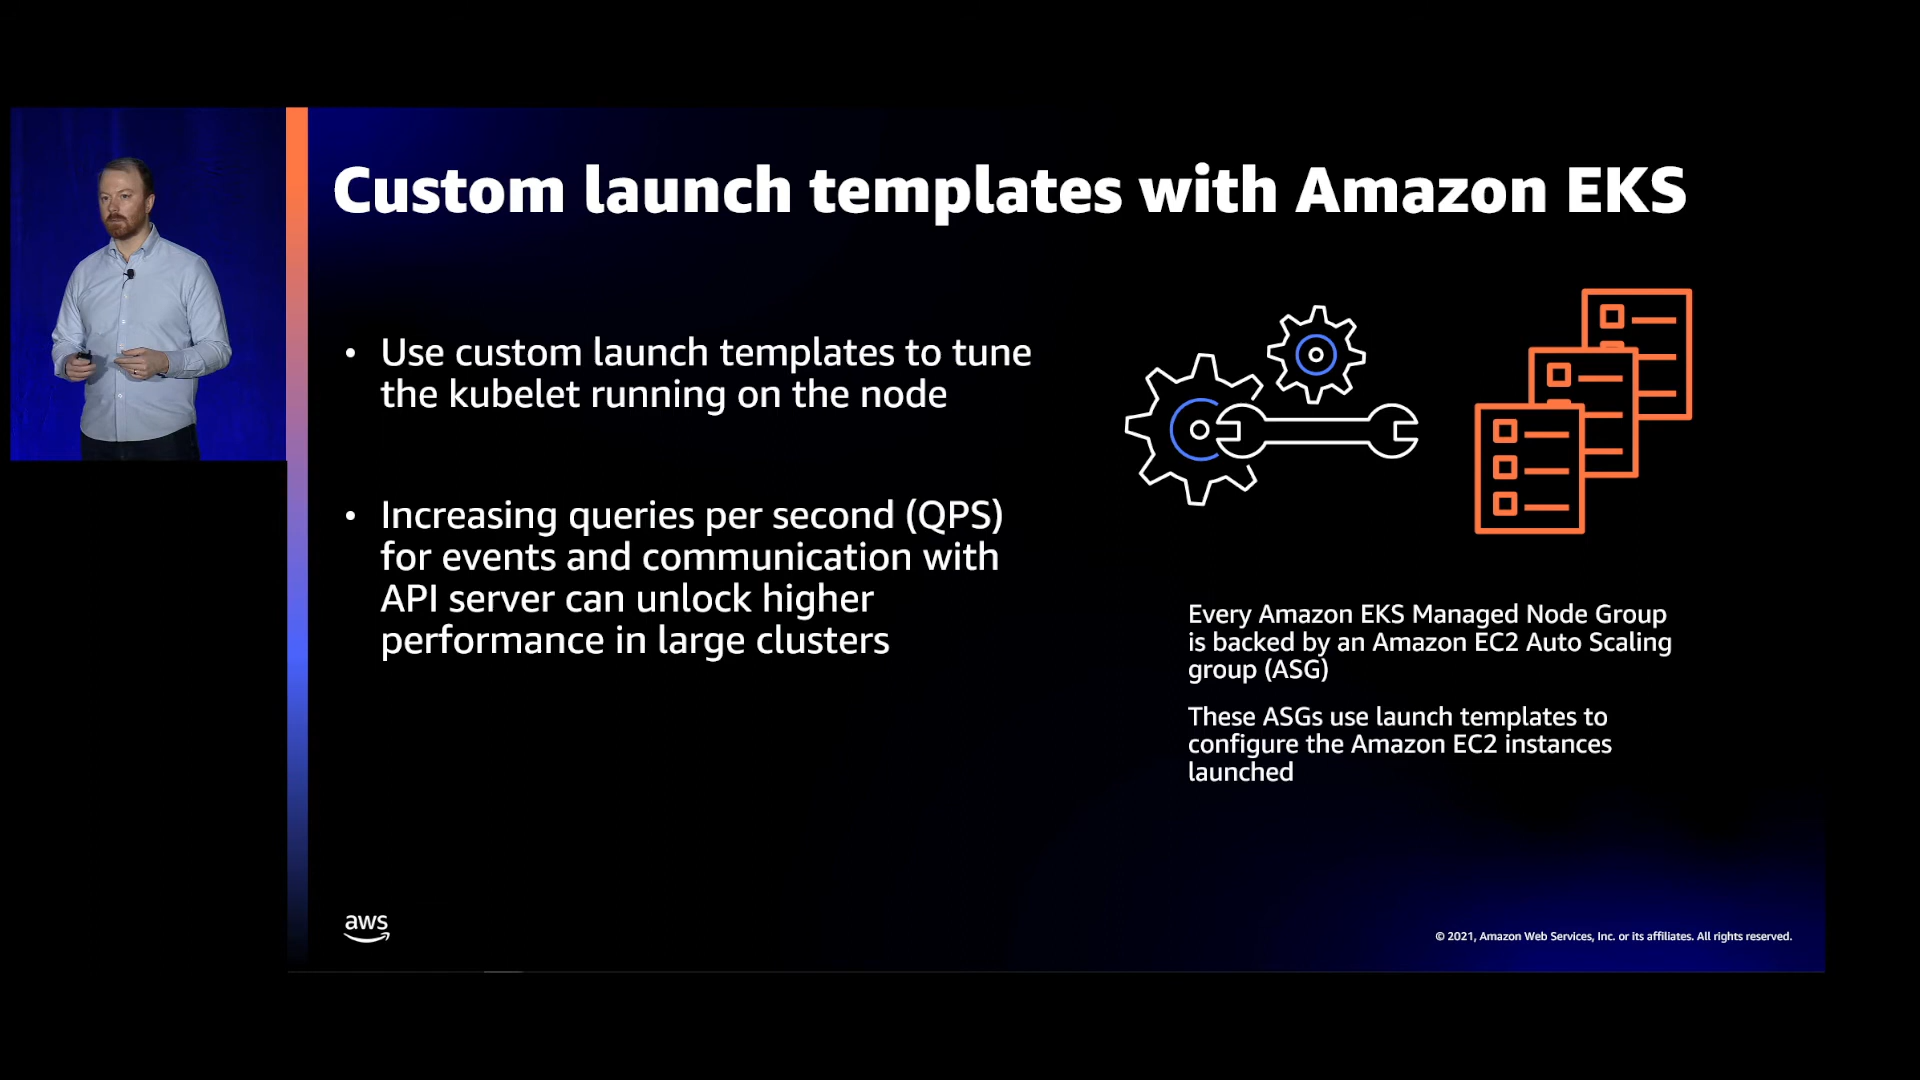 Custom launch templates with Amazon EKS
• Use custom launch templates to tune
the kubelet running on the node
• Increasing queries per second (QPS)
for events and communication with
API server can unlock higher
performance in large clusters
Every Amazon EKS Managed Node Group
is backed by an Amazon EC2 Auto Scaling
group (ASG)
These ASGs use launch templates to
configure the Amazon EC2 instances
launched
aws
© 2021, Amazon Web Services, Inc. or its affiliates. All rights reserved.